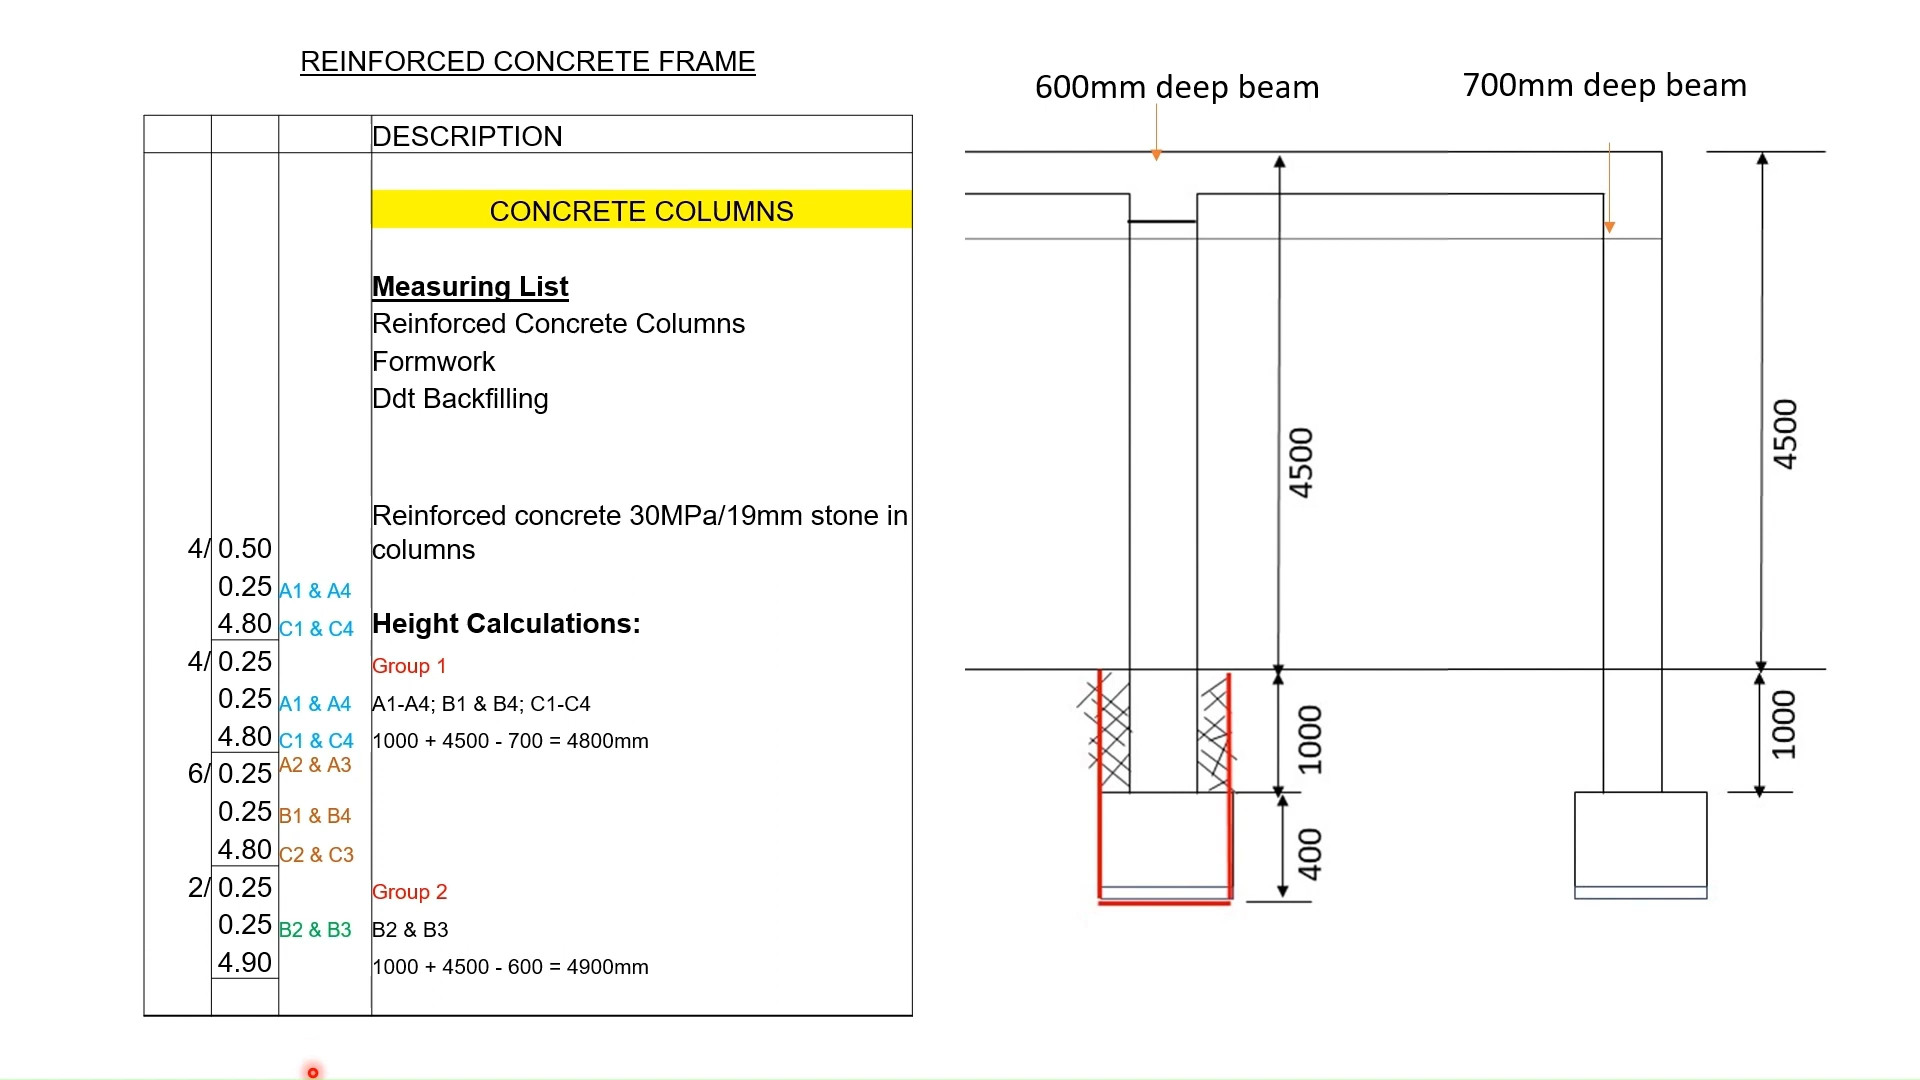 REINFORCED CONCRETE FRAME
DESCRIPTION
CONCRETE COLUMNS
Measuring List
Reinforced Concrete Columns
Formwork
Ddt Backfilling
Reinforced concrete 30MPa/19mm stone in
4/ 0.50 columns
0.25 A1 & A4
4.80 C1 & C4 Height Calculations:
4/ 0.25 Group 1
0.25 A1 & A4 A1-A4; B1 & B4; C1-C4
4.80 C1 & C4 1000 + 4500 - 700 = 4800mm
6/ 0.25 A2 & A3
0.25 B1 & B4
4.80 C2 & C3
2/ 0.25 Group 2
0.25 B2 & B3 B2 & B3
4.90 1000 + 4500 - 600 = 4900mm
600mm deep beam
700mm deep beam
4500
4500
1000
1000
400